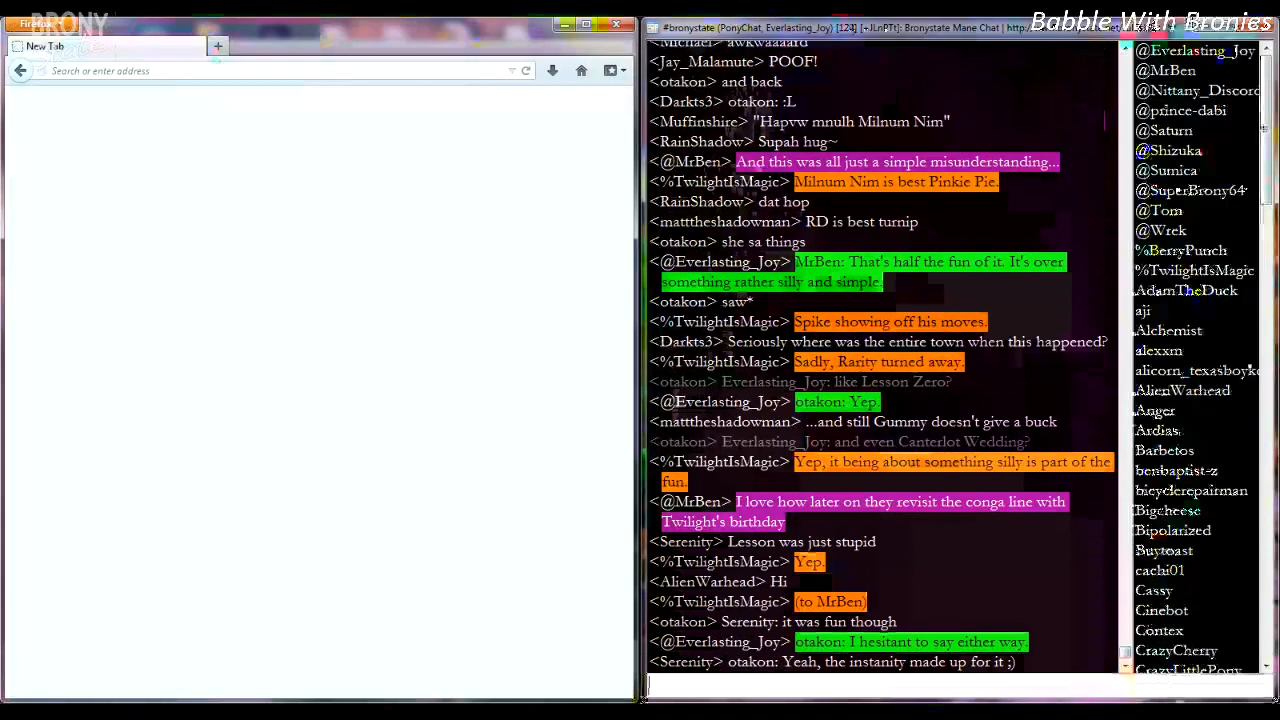 Firefox
BRONY
New Tab
Search or enter address
#bronystate (PonyChat, Everlasting_Joy) [124] [+JLnPTt]: Bronystate Mane Chat |
Babble With Bronies
<Michael> awkwaaaard
<Jay_Malamute> POOF!
<otakon> and back
<Darkts3> otakon: :L
<Muffinshire> "Hapvw mnulh Milnum Nim"
<RainShadow> Supah hug~
<@MrBen> And this was all just a simple misunderstanding...
<%TwilightIsMagic> Milnum Nim is best Pinkie Pie.
<RainShadow> dat hop
<matttheshadowman> RD is best turnip
<otakon> she sa things
<@Everlasting_Joy> MrBen: That's half the fun of it. It's over
something rather silly and simple.
<otakon> saw*
<%TwilightIsMagic> Spike showing off his moves.
<Darkts3> Seriously where was the entire town when this happened?
<%TwilightIsMagic> Sadly, Rarity turned away.
<otakon> Everlasting_Joy: like Lesson Zero?
<@Everlasting_Joy> otakon: Yep.
<matttheshadowman> ...and still Gummy doesn't give a buck
<otakon> Everlasting_Joy: and even Canterlot Wedding?
<%TwilightIsMagic> Yep, it being about something silly is part of the
fun.
<@MrBen> I love how later on they revisit the conga line with
Twilight's birthday
<Serenity> Lesson was just stupid
<%TwilightIsMagic> Yep.
<AlienWarhead> Hi
<%TwilightIsMagic> (to MrBen)
<otakon> Serenity: it was fun though
<@Everlasting_Joy> otakon: I hesitant to say either way.
<Serenity> otakon: Yeah, the instanity made up for it ;)
@Everlasting_Joy
@MrBen
@Nittany_Discord
@prince-dabi
@Saturn
@Shizuka
@Sumica
@SuperBrony64
@Tom
@Wrek
%BerryPunch
%TwilightIsMagic
AdamTheDuck
aji
Alchemist
alexxm
alicorn_texasboyko
AlienWarhead
Anger
Ardias
Barbetos
benbaptist-z
bicyclerepairman
Bigcheese
Bipolarized
Buytoast
cachi01
Cassy
Cinebot
Contex
CrazyCherry
CrazyLittlePony